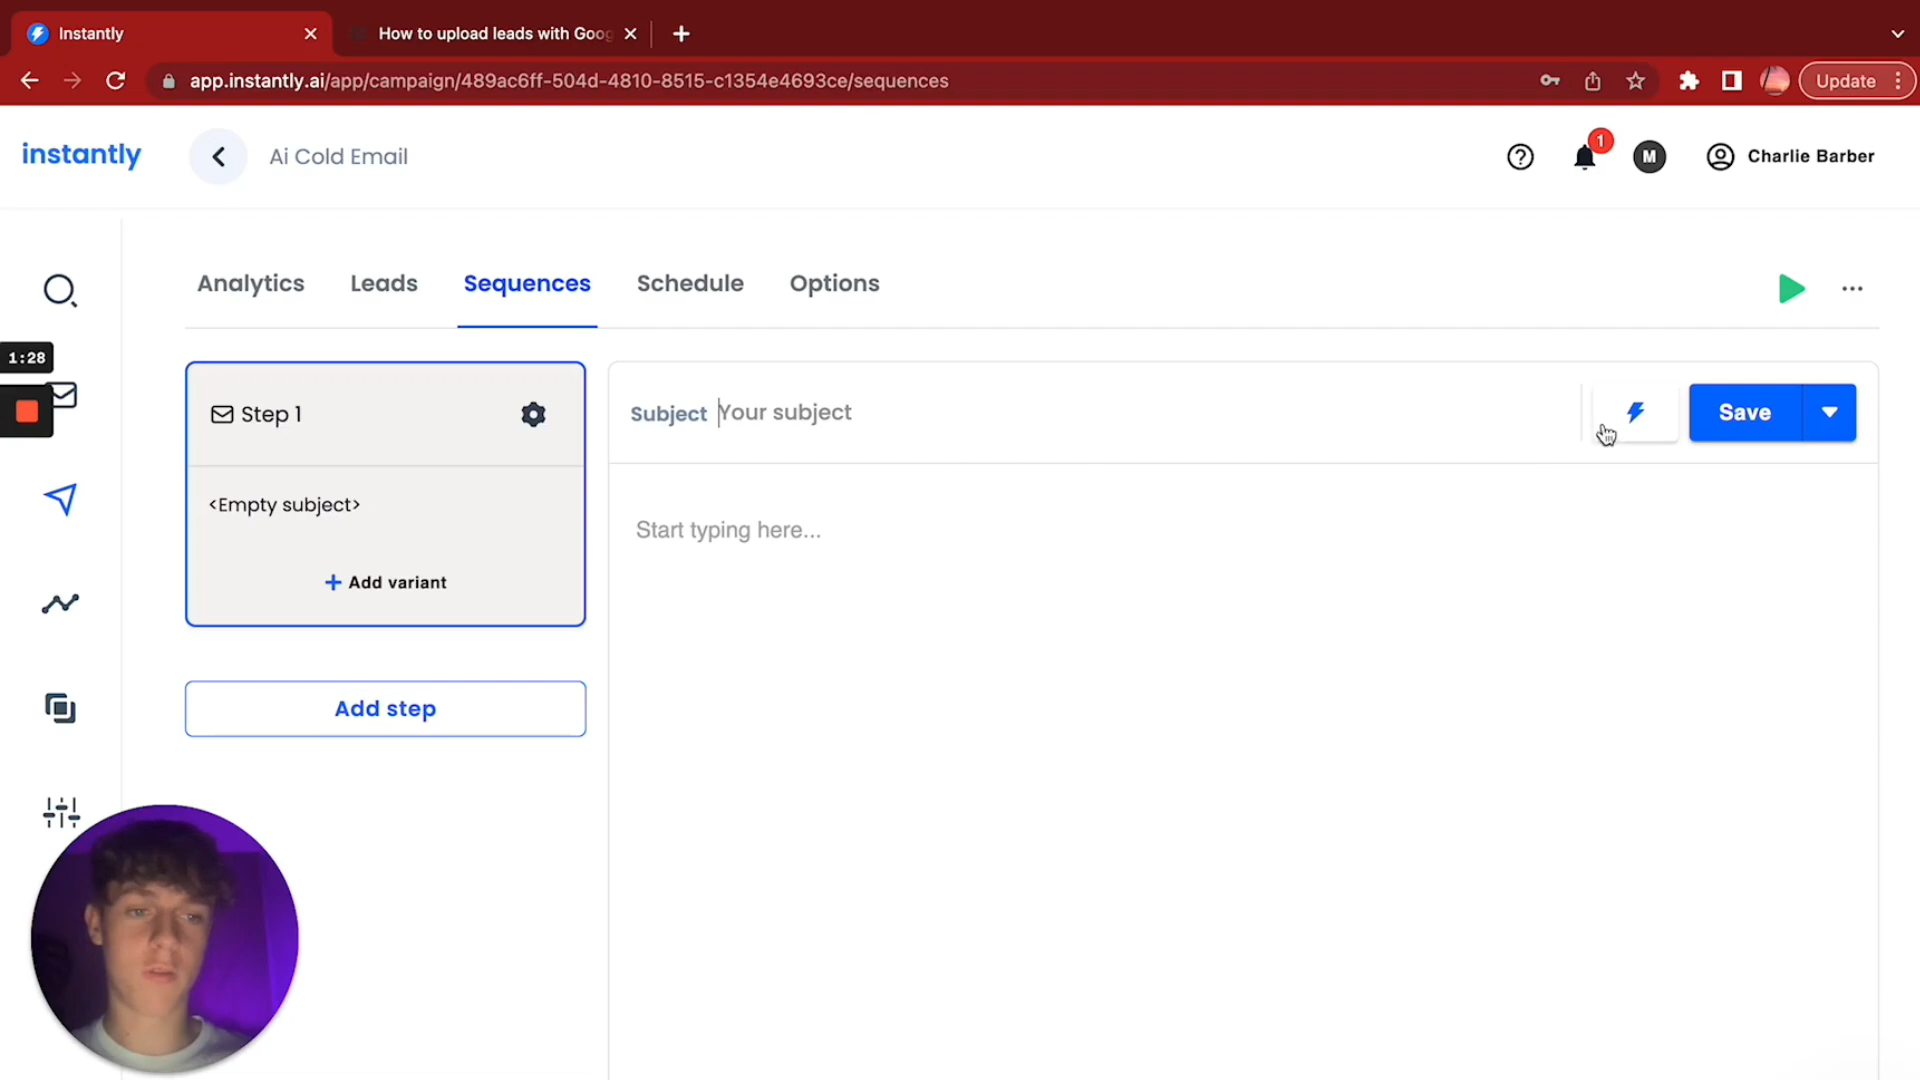 Instantly
How to upload leads with Goog
app.instantly.ai/app/campaign/489ac6ff-504d-4810-8515-c1354e4693ce/sequences
Update
instantly
Ai Cold Email
1
M
Charlie Barber
Analytics
Leads
Sequences
Schedule
Options
1:28
Step 1
Subject
Your subject
Save
<Empty subject>
Start typing here...
Add variant
Add step